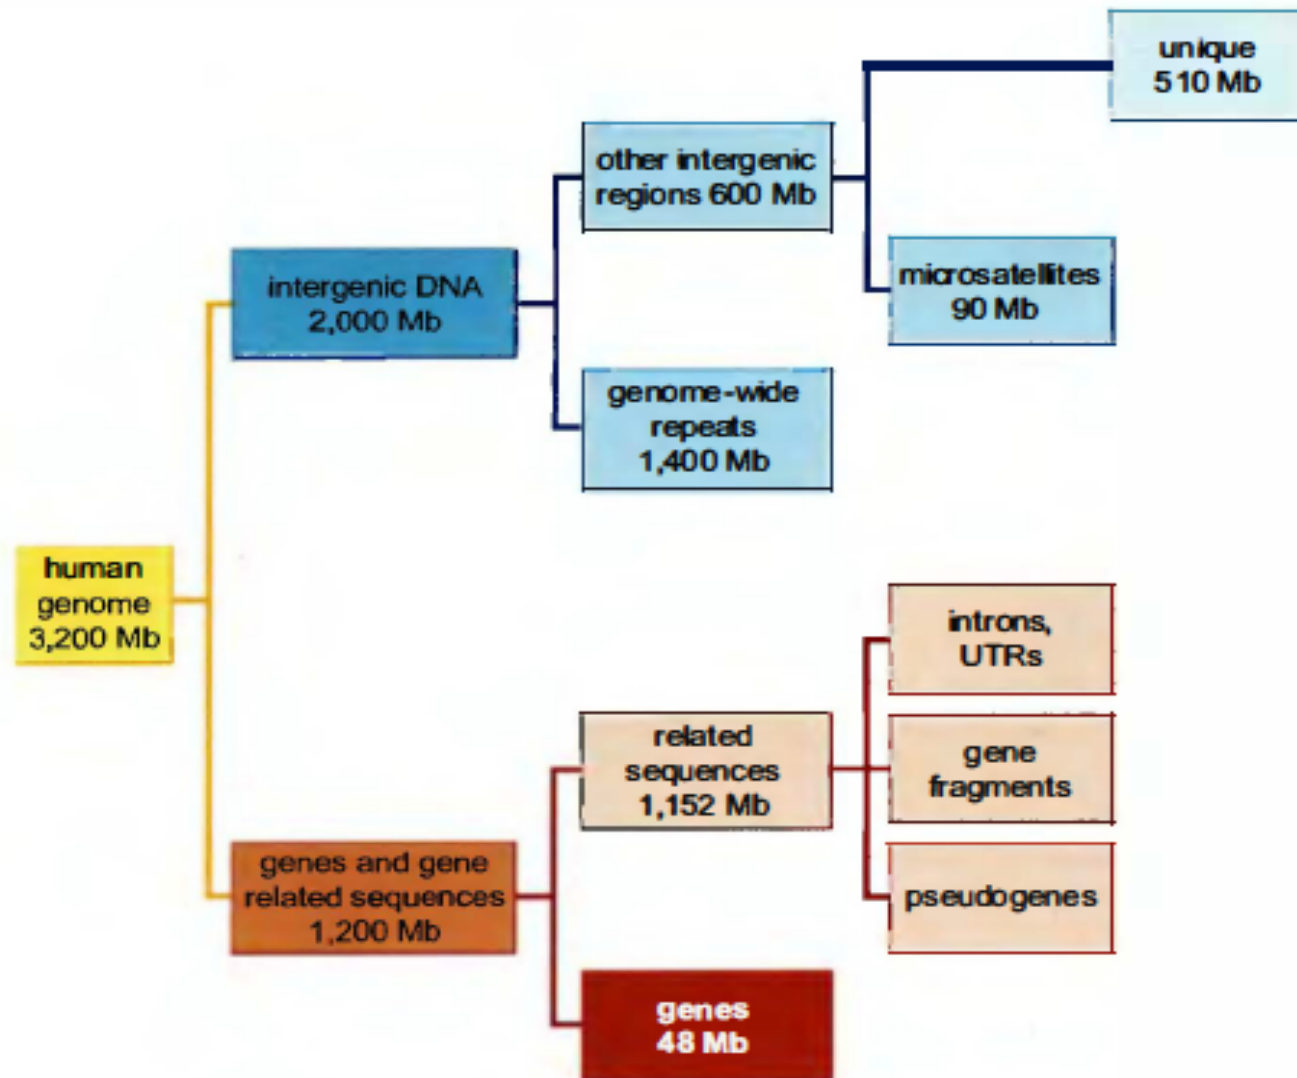 unique
510 Mb
other intergenic
regions 600 Mb
microsatellites
90 Mb
intergenic DNA
2,000 Mb
genome-wide
repeats
1,400 Mb
human
genome
3,200 Mb
introns,
UTRs
related
sequences
1,152 Mb
gene
fragments
pseudogenes
genes and gene
related sequences
1,200 Mb
genes
48 Mb